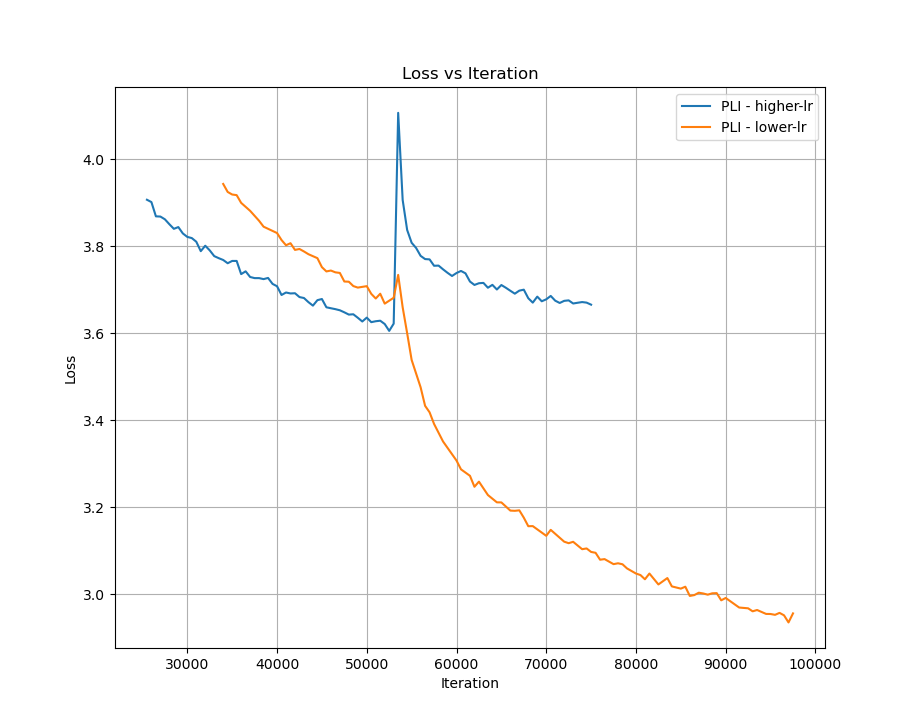 Loss vs Iteration
PLI - higher-lr
PLI - lower-lr
4.0
3.8
3.6
3.4
3.2
3.0
Loss
30000
40000
50000
60000
70000
80000
90000
100000
Iteration